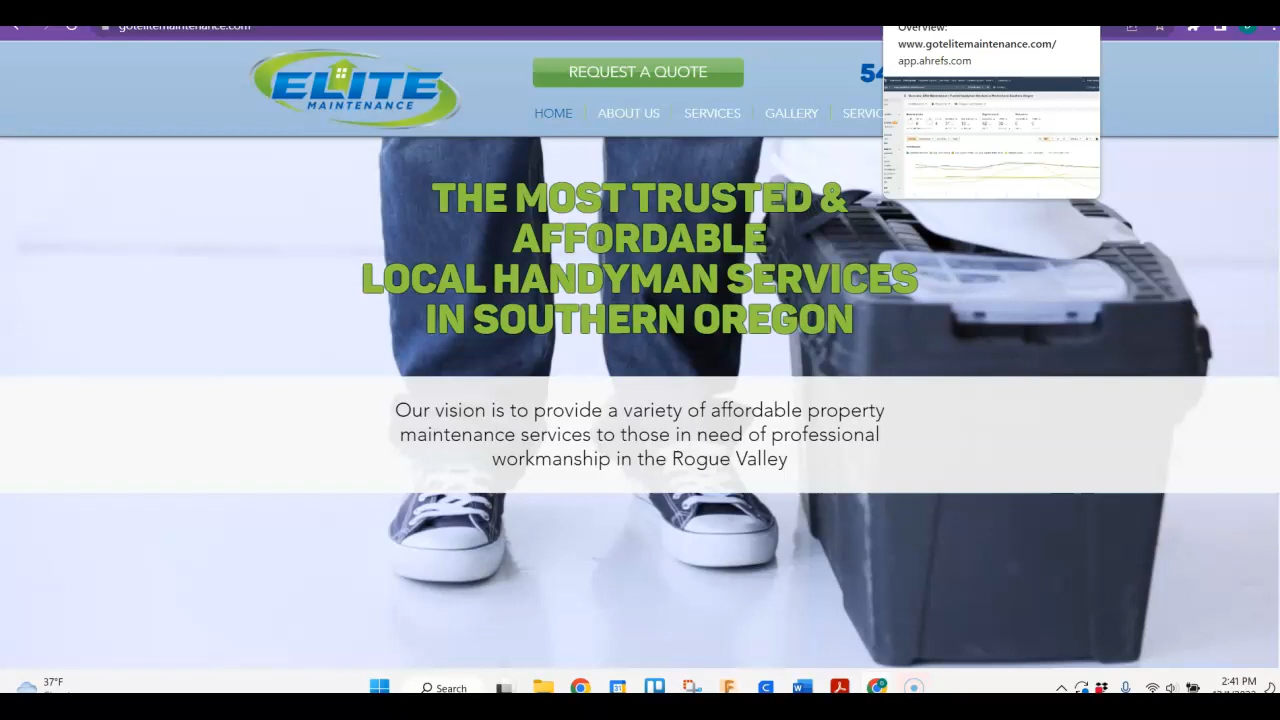 gotelitemaintenance.com
Overview:
www.gotelitemaintenance.com/
app.ahrefs.com
ELITE
MAINTENANCE
REQUEST A QUOTE
54
HOME
ABOUT US
SERVICES
GALLERY
SERVIC
THE MOST TRUSTED &
AFFORDABLE
LOCAL HANDYMAN SERVICES
IN SOUTHERN OREGON
Our vision is to provide a variety of affordable property
maintenance services to those in need of professional
workmanship in the Rogue Valley
37°F
Search
2:41 PM